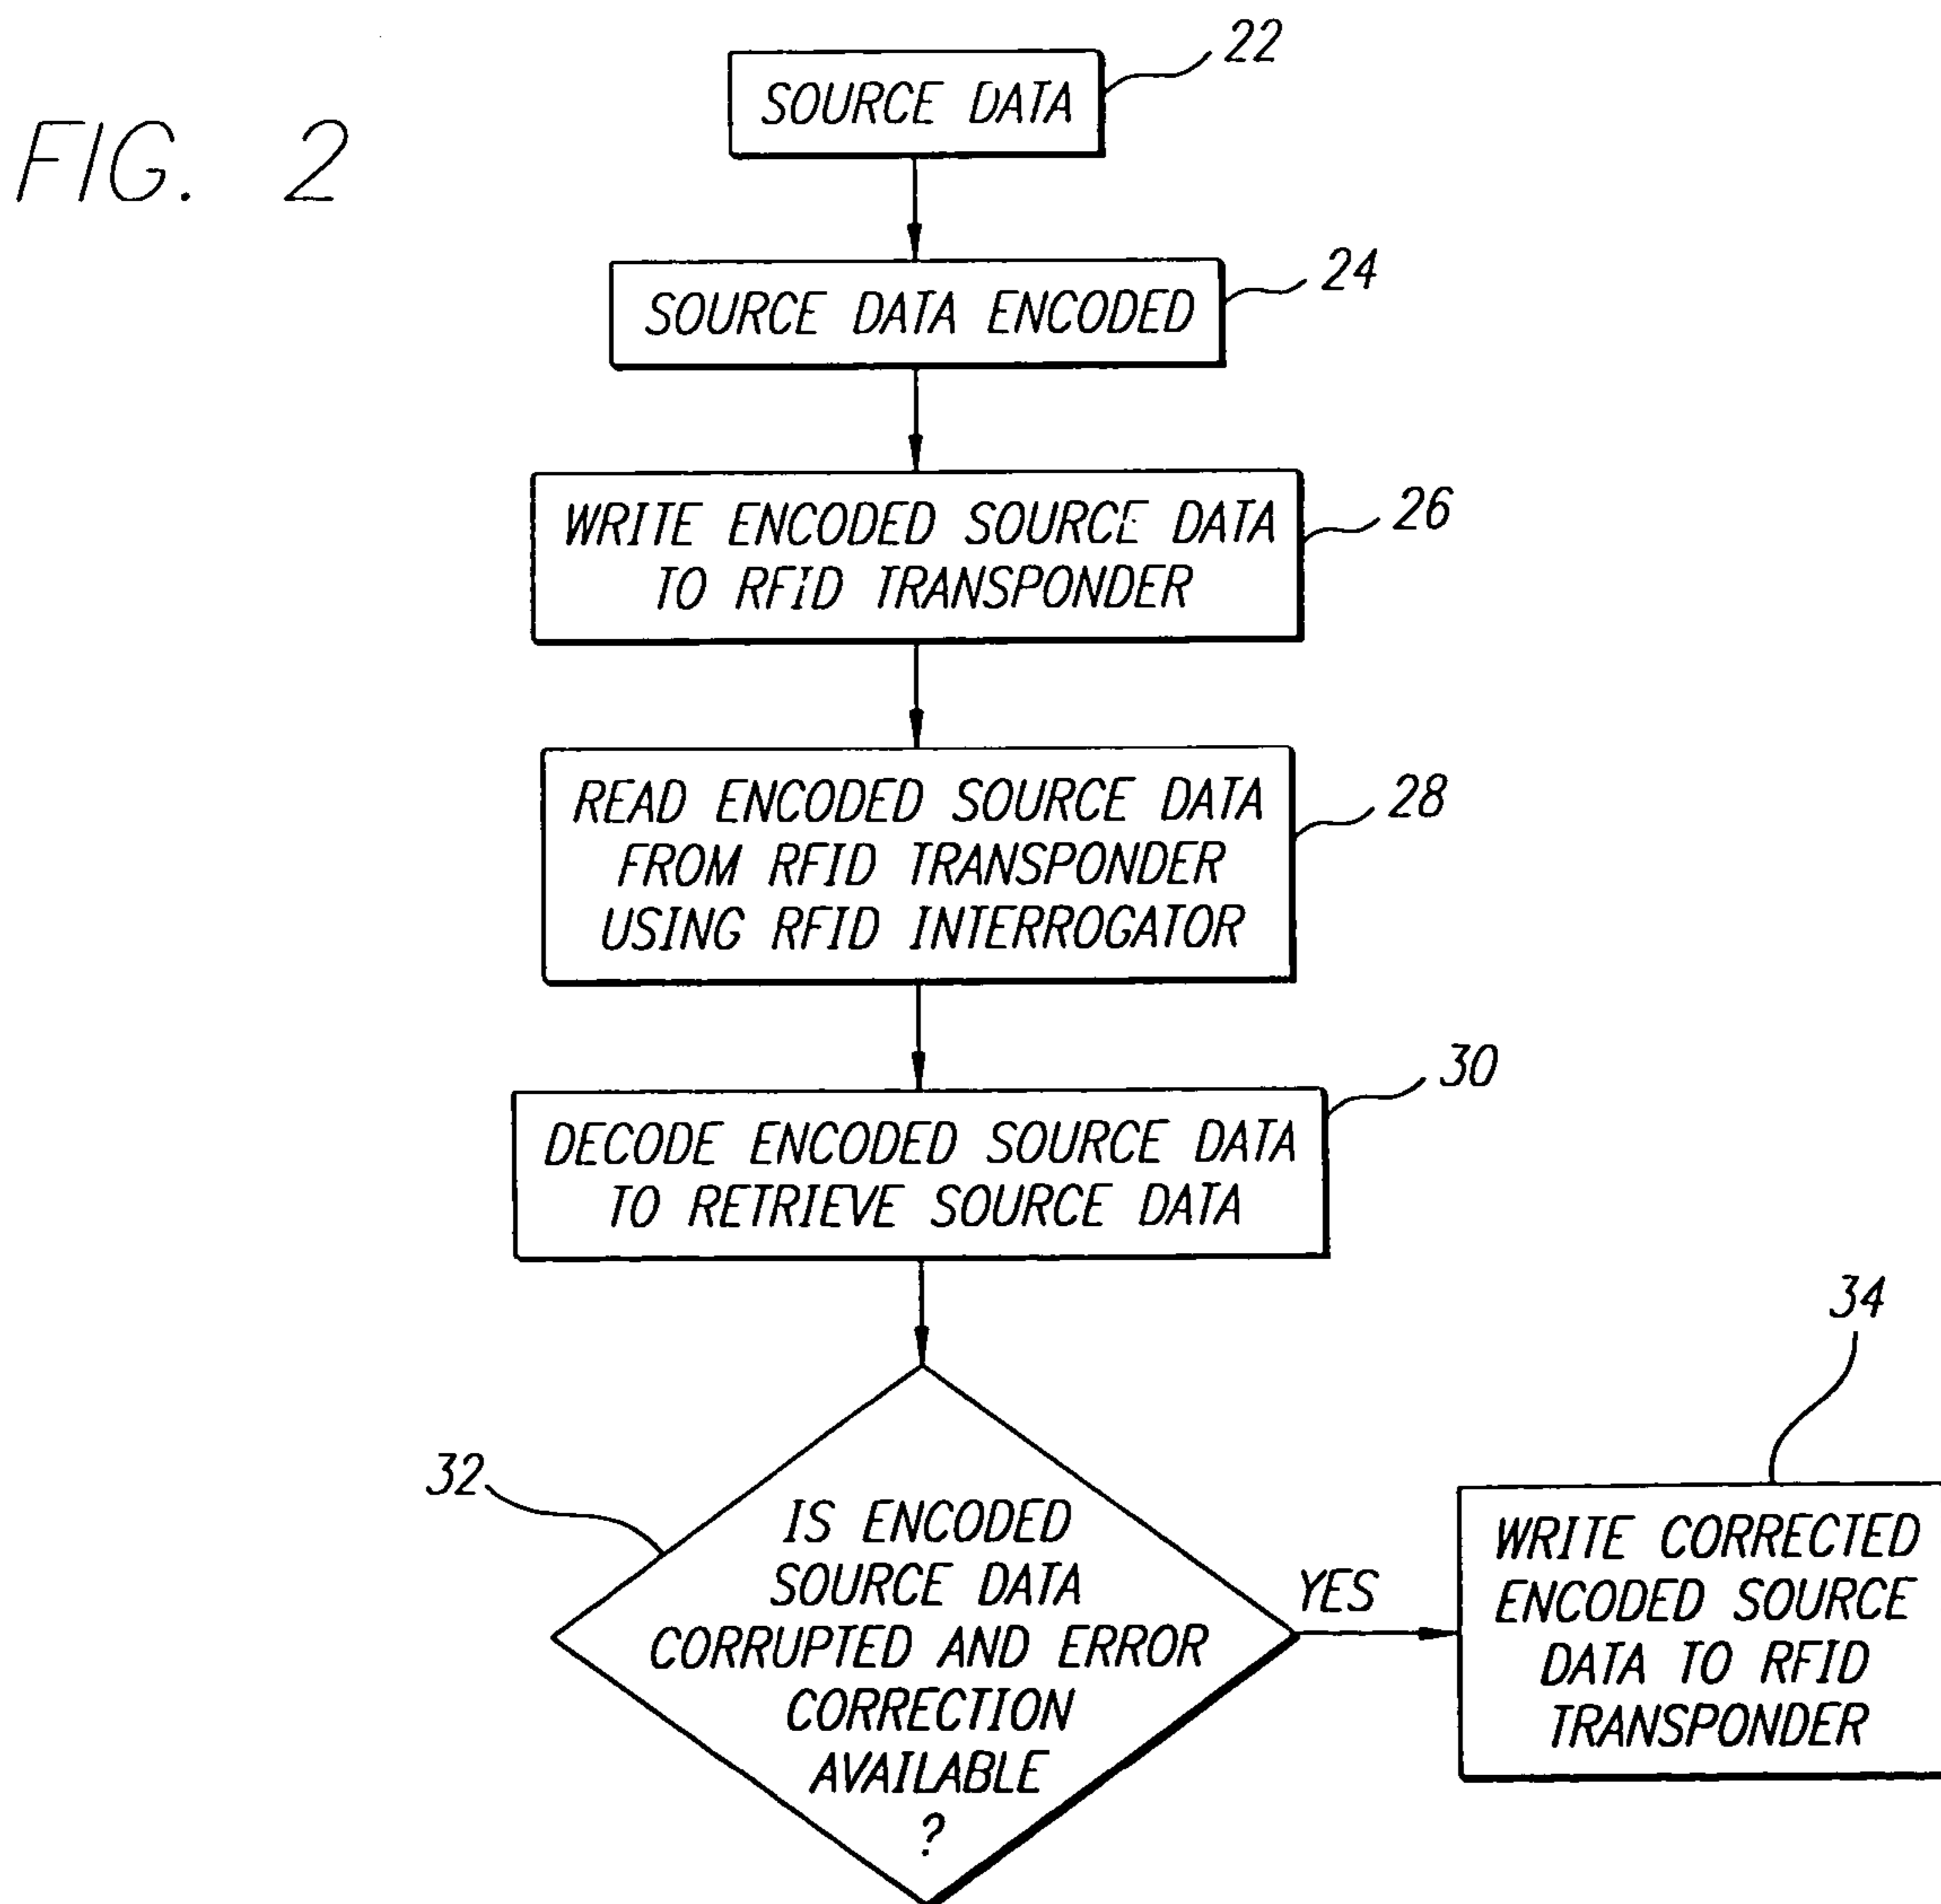 FIG. 2
22
SOURCE DATA
24
SOURCE DATA ENCODED
26
WRITE ENCODED SOURCE DATA
TO RFID TRANSPONDER
28
READ ENCODED SOURCE DATA
FROM RFID TRANSPONDER
USING RFID INTERROGATOR
30
DECODE ENCODED SOURCE DATA
TO RETRIEVE SOURCE DATA
32
IS ENCODED
SOURCE DATA
CORRUPTED AND ERROR
CORRECTION
AVAILABLE
?
YES
34
WRITE CORRECTED
ENCODED SOURCE
DATA TO RFID
TRANSPONDER